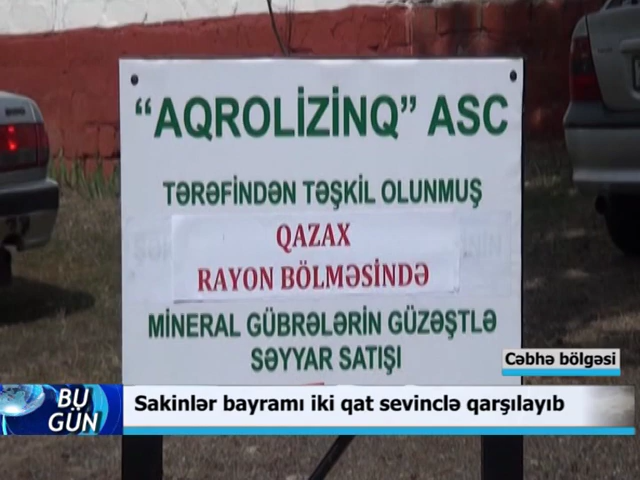 "AQROLİZİNQ" ASC
TƏRƏFİNDƏN TƏŞKİL OLUNMUŞ
QAZAX
RAYON BÖLMƏSİNDƏ
MİNERAL GÜBRƏLƏRİN GÜZƏŞTLƏ
SƏYYAR SATIŞI
Cəbhə bölgəsi
BU
GÜN
Sakinlər bayramı iki qat sevinclə qarşılayıb